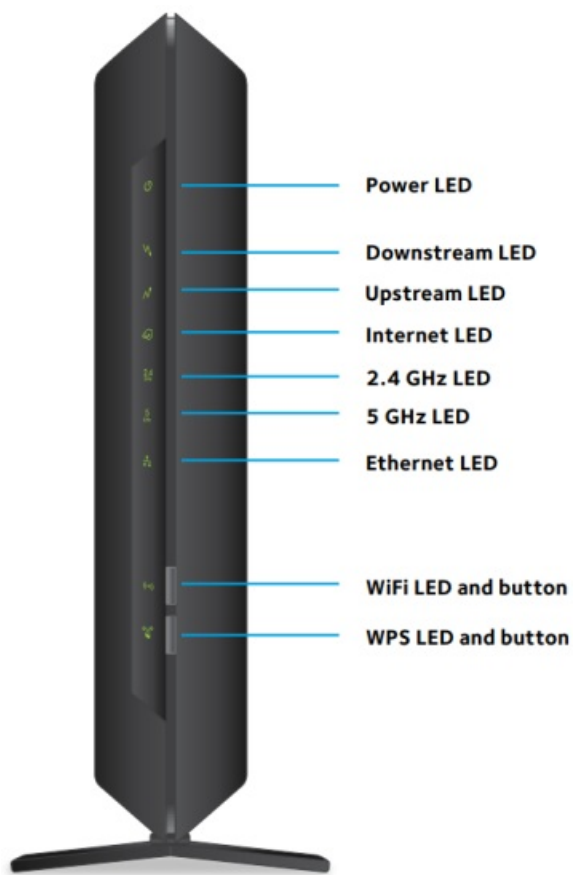 Power LED
Downstream LED
Upstream LED
Internet LED
2.4 GHz LED
5 GHz LED
Ethernet LED
WiFi LED and button
WPS LED and button